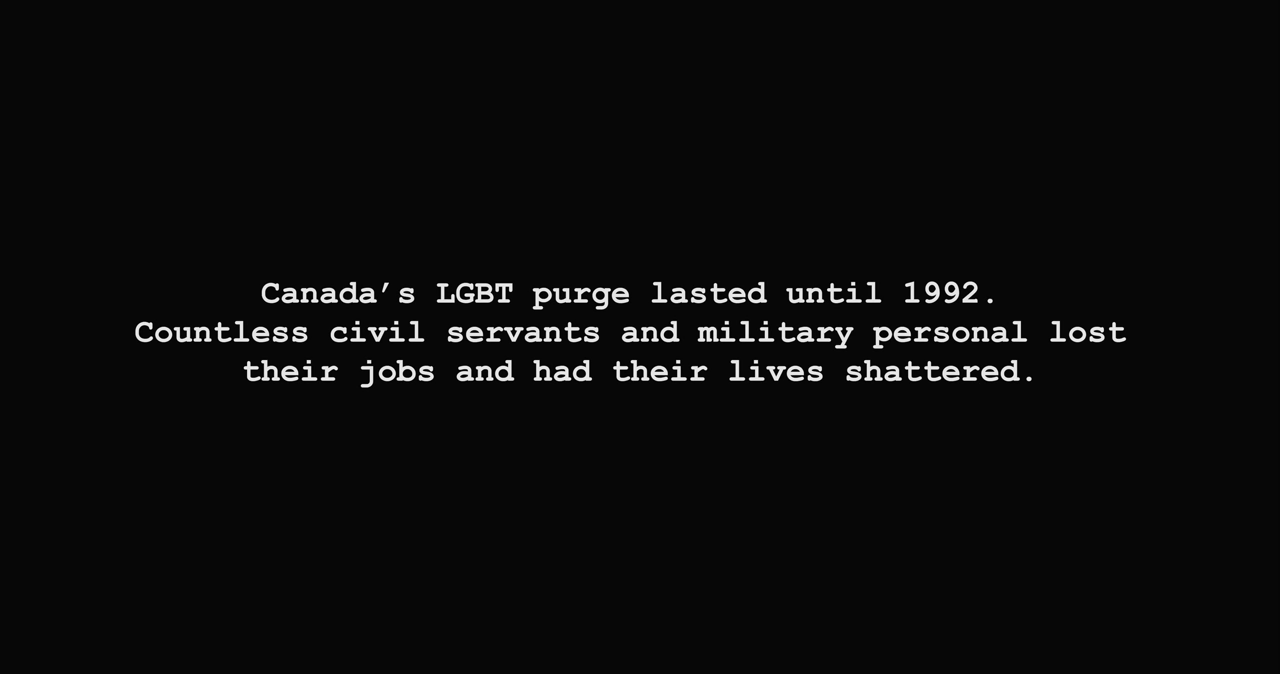 Canada’s LGBT purge lasted until 1992.
Countless civil servants and military personal lost
their jobs and had their lives shattered.